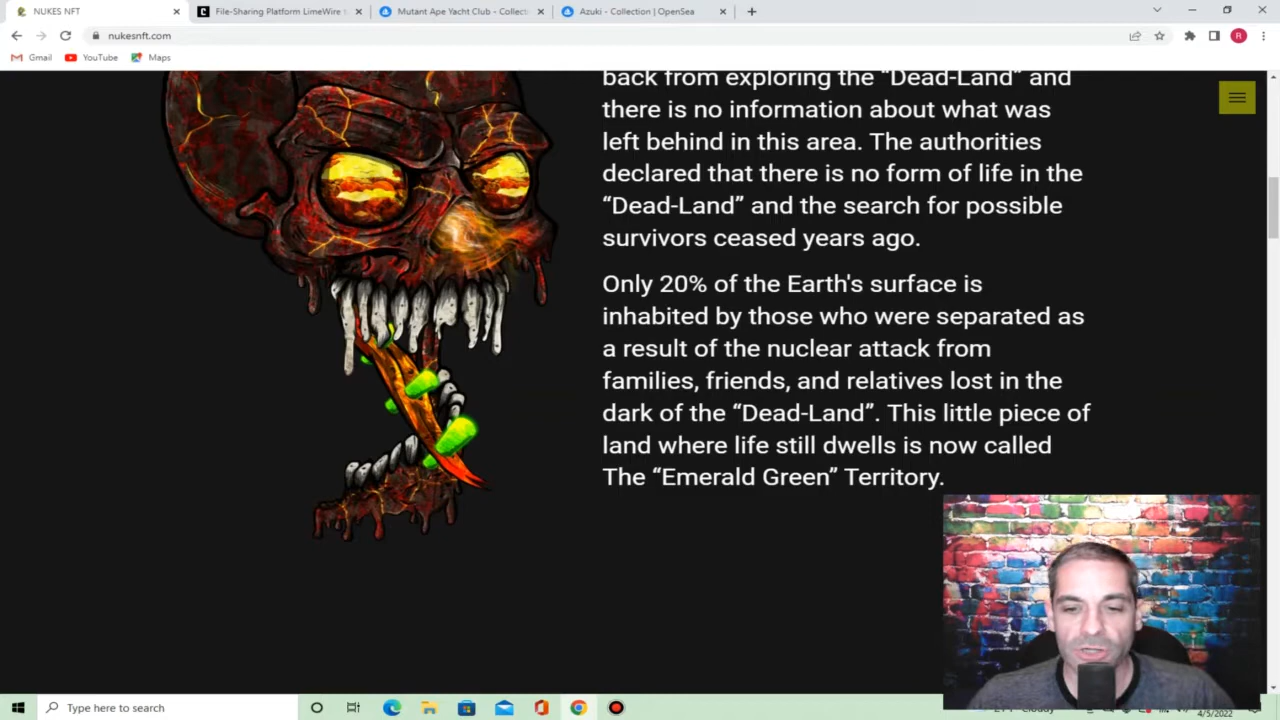 NUKES NFT
File-Sharing Platform LimeWire
Mutant Ape Yacht Club - Collecti
Azuki - Collection | OpenSea
nukesnft.com
R
Gmail
YouTube
Maps
back from exploring the “Dead-Land” and
there is no information about what was
left behind in this area. The authorities
declared that there is no form of life in the
“Dead-Land” and the search for possible
survivors ceased years ago.
Only 20% of the Earth's surface is
inhabited by those who were separated as
a result of the nuclear attack from
families, friends, and relatives lost in the
dark of the “Dead-Land”. This little piece of
land where life still dwells is now called
The “Emerald Green” Territory.
Type here to search
4/5/2022